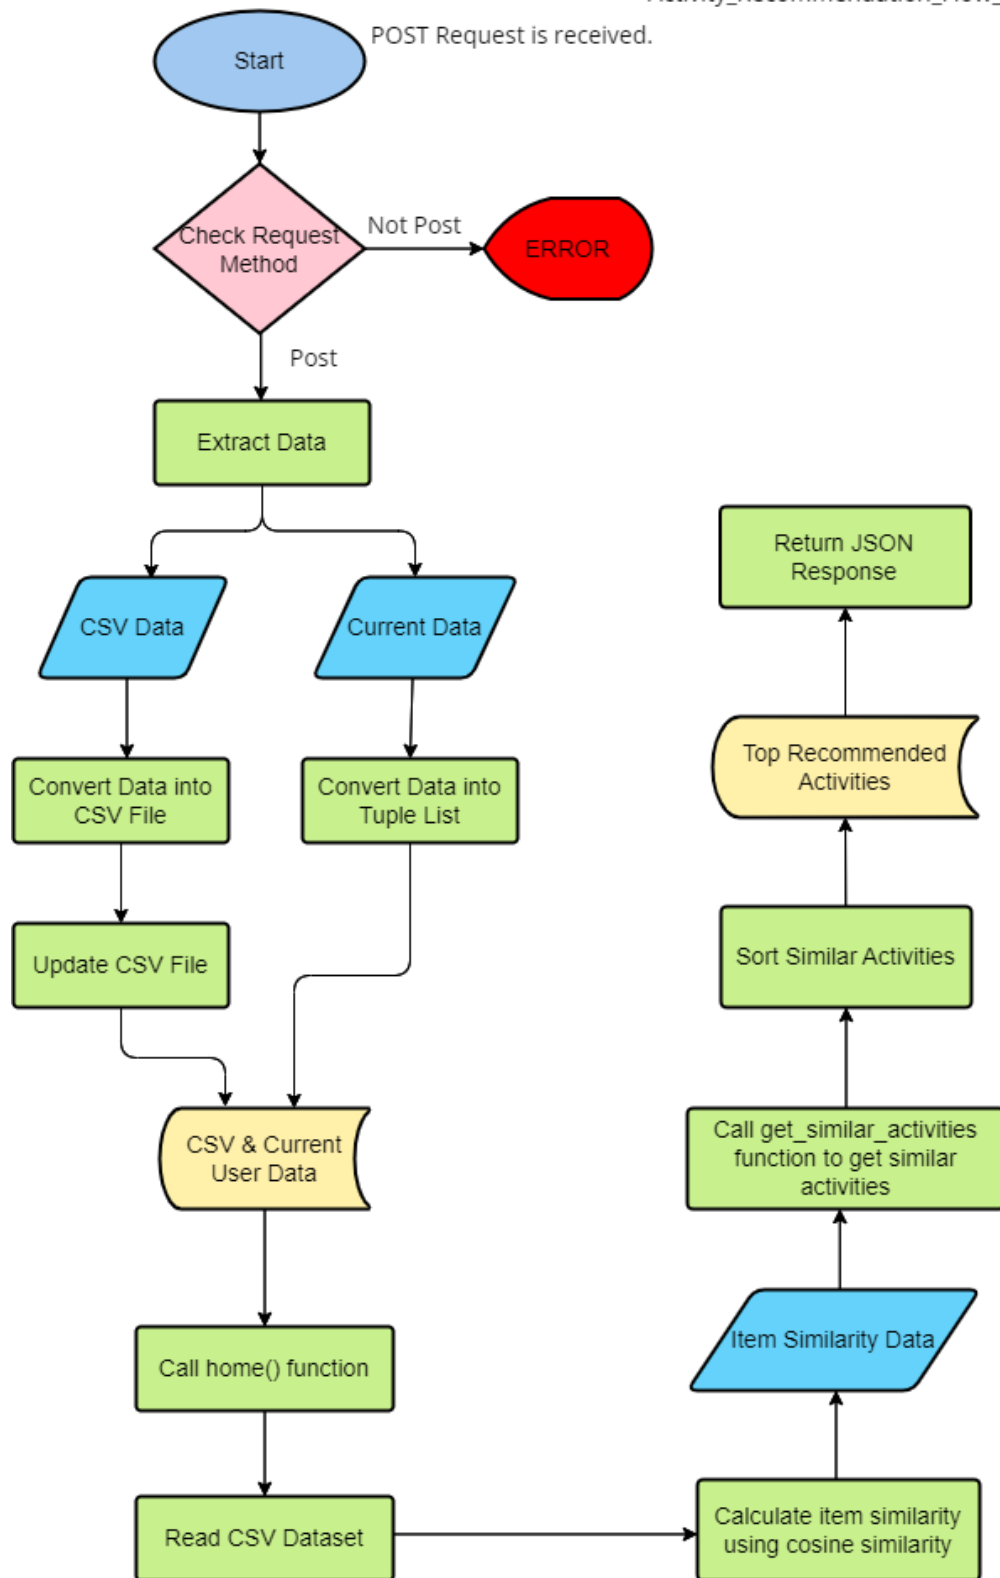 Activity_Recommendation_Flow_
POST Request is received.
Start
Check Request
Method
Not Post
ERROR
Post
Extract Data
CSV Data
Current Data
Convert Data into
CSV File
Convert Data into
Tuple List
Update CSV File
CSV & Current
User Data
Call home() function
Read CSV Dataset
Calculate item similarity
using cosine similarity
Item Similarity Data
Call get_similar_activities
function to get similar
activities
Sort Similar Activities
Top Recommended
Activities
Return JSON
Response